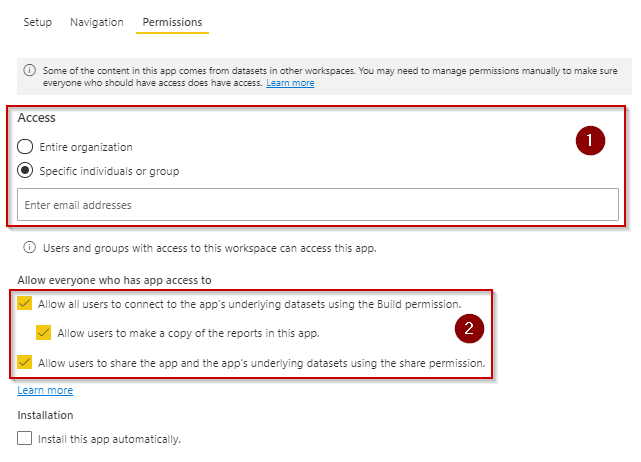 Setup Navigation Permissions
Some of the content in this app comes from datasets in other workspaces. You may need to manage permissions manually to make sure
everyone who should have access does have access. Learn more
Access
1
Entire organization
Specific individuals or group
Enter email addresses
Users and groups with access to this workspace can access this app.
Allow everyone who has app access to
Allow all users to connect to the app's underlying datasets using the Build permission.
2
Allow users to make a copy of the reports in this app.
Allow users to share the app and the app's underlying datasets using the share permission.
Learn more
Installation
Install this app automatically.